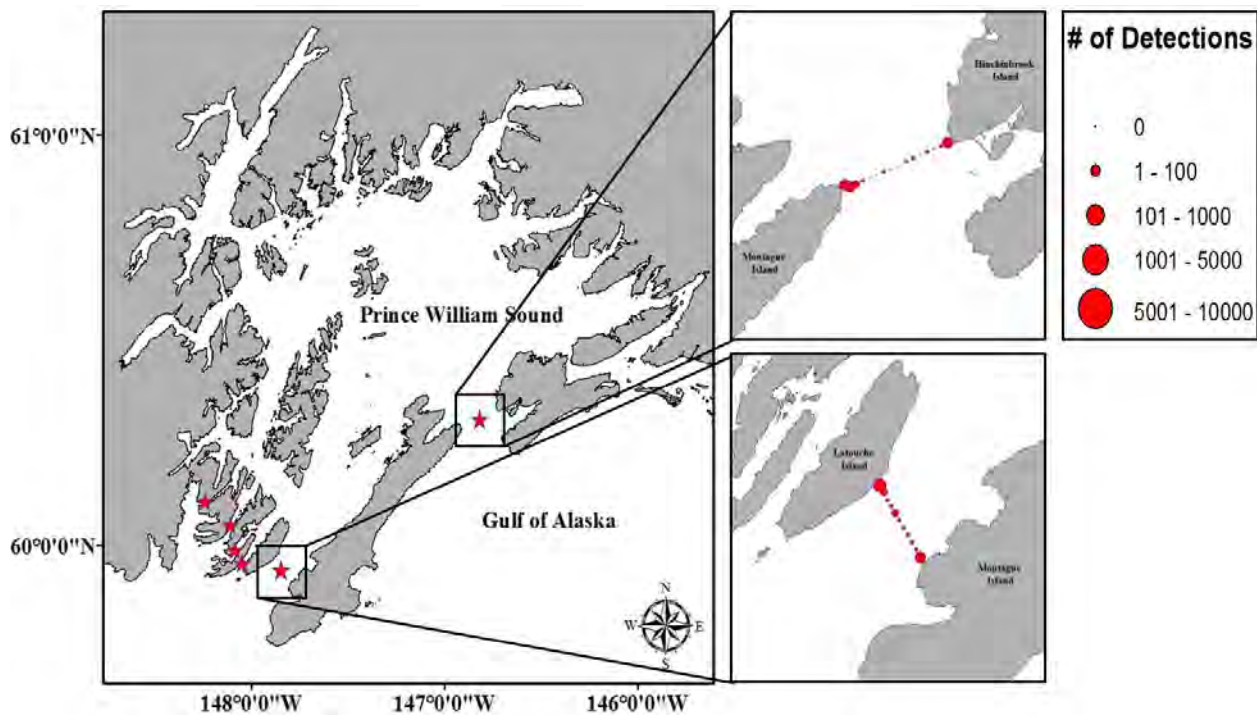 61°0'0"N
60°0'0"N
148°0'0"W
147°0'0"W
146°0'0"W
Prince William Sound
Gulf of Alaska
N
W
E
S
Hinchinbrook
Island
Montague
Island
Latouche
Island
Montague
Island
# of Detections
0
1 - 100
101 - 1000
1001 - 5000
5001 - 10000